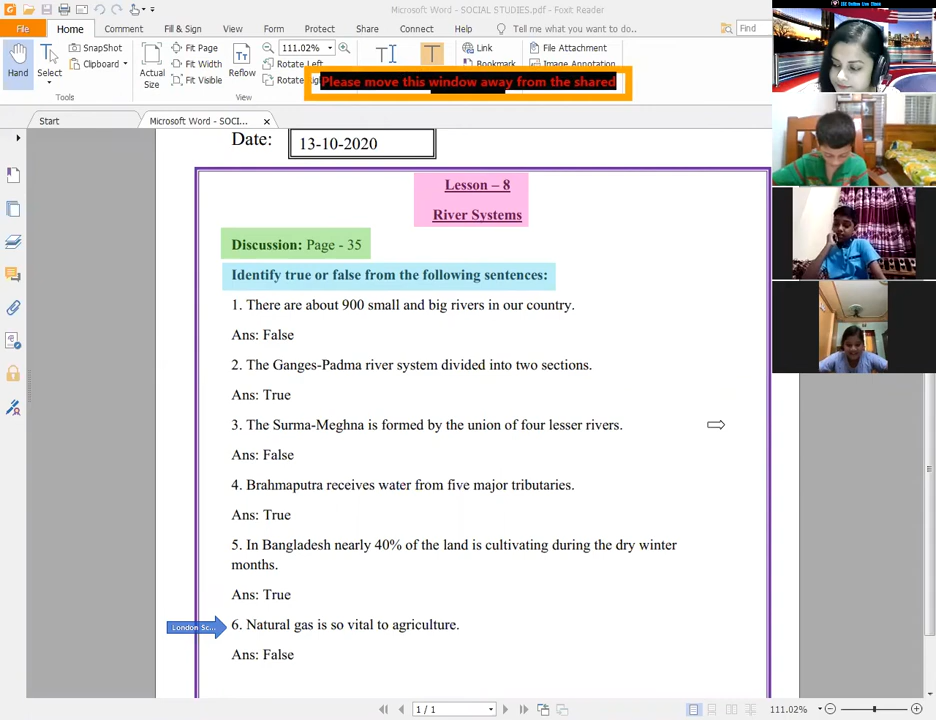 Microsoft Word - SOCIAL STUDIES.pdf - Foxit Reader
File Home Comment Fill & Sign View Form Protect Share Connect Help Tell me what you want to do.. Find
Hand
Select
SnapShot
Clipboard
Tools
Actual Size
Fit Page
Fit Width
Fit Visible
Reflow
111.02%
Rotate Left
View
Link
Bookmark
File Attachment
Image Annotation
Please move this window away from the shared
Start
Microsoft Word - SOCI...
Date: 13-10-2020
Lesson – 8
River Systems
Discussion: Page - 35
Identify true or false from the following sentences:
1. There are about 900 small and big rivers in our country.
Ans: False
2. The Ganges-Padma river system divided into two sections.
Ans: True
3. The Surma-Meghna is formed by the union of four lesser rivers.
Ans: False
4. Brahmaputra receives water from five major tributaries.
Ans: True
5. In Bangladesh nearly 40% of the land is cultivating during the dry winter
months.
Ans: True
London Sc...
6. Natural gas is so vital to agriculture.
Ans: False
1 / 1
111.02%